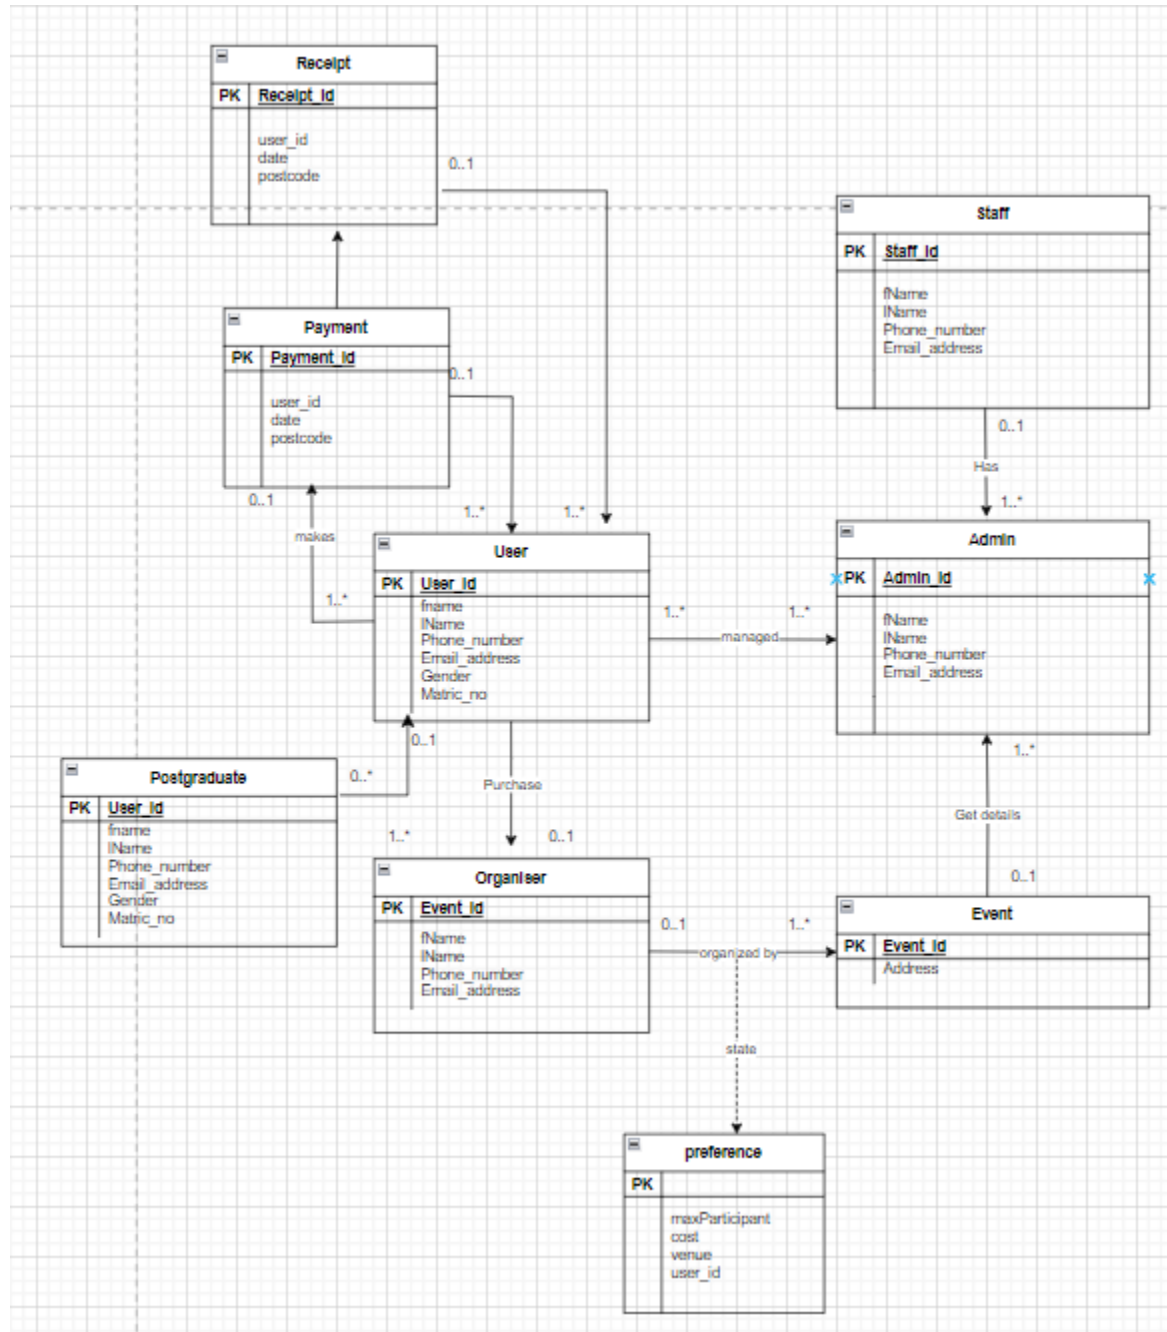 Receipt
PK Receipt_Id
user_id
date
postcode
0..1
Staff
PK Staff_Id
fName
lName
Phone_number
Email_address
0..1
Has
1..*
Payment
PK Payment_Id
0..1
user_id
date
postcode
0..1
makes
1..*
1..*
1..*
User
PK User_Id
fname
lName
Phone_number
Email_address
Gender
Matric_no
0..1
1..*
managed
1..*
Admin
PK Admin_Id
fName
lName
Phone_number
Email_address
1..*
Get details
0..1
Postgraduate
PK User_Id
fname
lName
Phone_number
Email_address
Gender
Matric_no
0..*
Purchase
1..*
0..1
Organiser
PK Event_Id
fName
lName
Phone_number
Email_address
0..1
organized by
1..*
Event
PK Event_Id
Address
state
preference
PK
maxParticipant
cost
venue
user_id